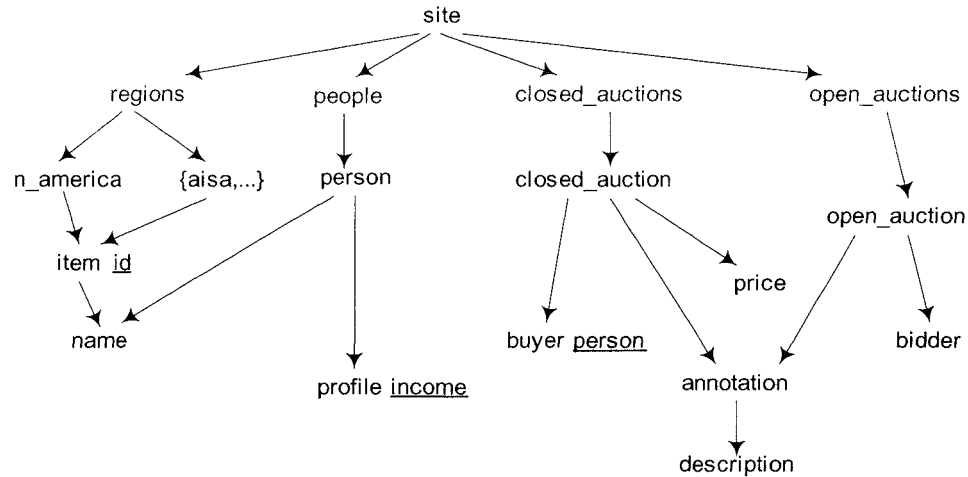 site
regions people closed_auctions open_auctions
n_america {aisa,...} person closed_auction
open_auction
item id
price
name buyer person bidder
profile income annotation
description